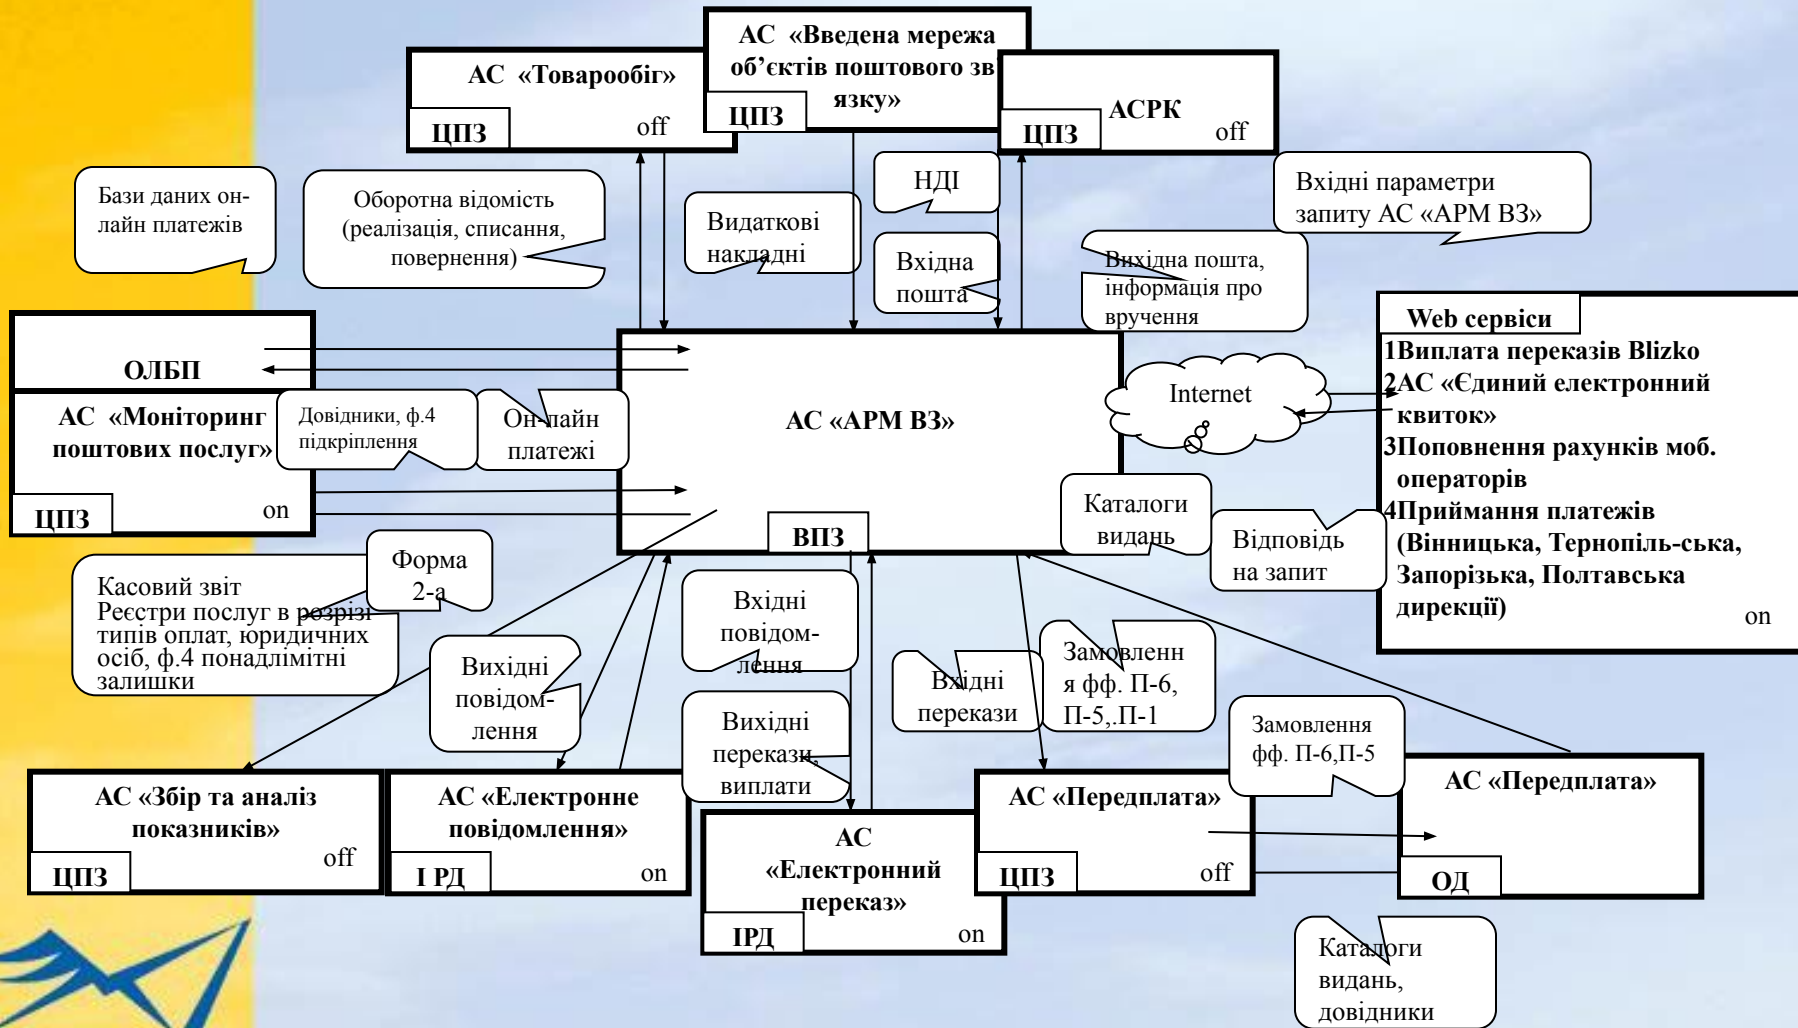 АС «Товарообіг»
ЦПЗ
off
АС «Введена мережа
об’єктів поштового зв’
язку»
ЦПЗ
АСРК
ЦПЗ
off
Бази даних он-
лайн платежів
Оборотна відомість
(реалізація, списання,
повернення)
Видаткові
накладні
НДІ
Вхідна
пошта
Вихідна пошта,
інформація про
вручення
Вхідні параметри
запиту АС «АРМ ВЗ»
ОЛБП
АС «Моніторинг
поштових послуг»
ЦПЗ
on
Довідники, ф.4
підкріплення
Он-лайн
платежі
АС «АРМ ВЗ»
ВПЗ
Internet
Web сервіси
1Виплата переказів Blizko
2АС «Єдиний електронний
квиток»
3Поповнення рахунків моб.
операторів
4Приймання платежів
(Вінницька, Тернопіль-ська,
Запорізька, Полтавська
дирекції)
on
Каталоги
видань
Відповідь
на запит
Касовий звіт
Реєстри послуг в розрізі
типів оплат, юридичних
осіб, ф.4 понадлімітні
залишки
Форма
2-а
Вихідні
повідом-
лення
Вхідні
повідом-
лення
Вихідні
перекази,
виплати
Вхідні
перекази
Замовленн
я фф. П-6,
П-5,.П-1
Замовлення
фф. П-6,П-5
АС «Збір та аналіз
показників»
ЦПЗ
off
АС «Електронне
повідомлення»
І РД
on
АС
«Електронний
переказ»
ІРД
on
АС «Передплата»
ЦПЗ
off
АС «Передплата»
ОД
Каталоги
видань,
довідники